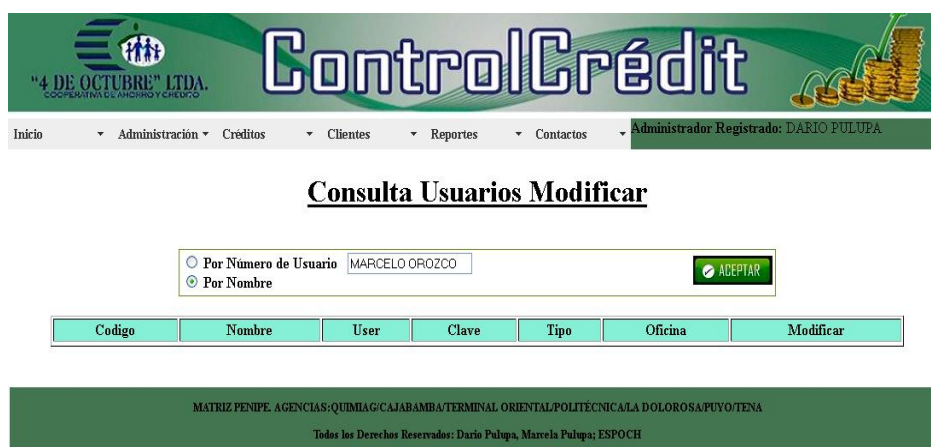 "4 DE OCTUBRE" LTDA.
COOPERATIVA DE AHORRO Y CREDITO
ControlCrédit
Inicio Administración Créditos Clientes Reportes Contactos Administrador Registrado: DARIO PULUPA
Consulta Usuarios Modificar
Por Número de Usuario MARCELO OROZCO
Por Nombre
ACEPTAR
Codigo Nombre User Clave Tipo Oficina Modificar
MATRIZ PENIPE. AGENCIAS:QUIMIAG/CAJABAMBA/TERMINAL ORIENTAL/POLITÉCNICA/LA DOLOROSA/PUYO/TENA
Todos los Derechos Reservados: Dario Pulupa, Marcela Pulupa; ESPOCH